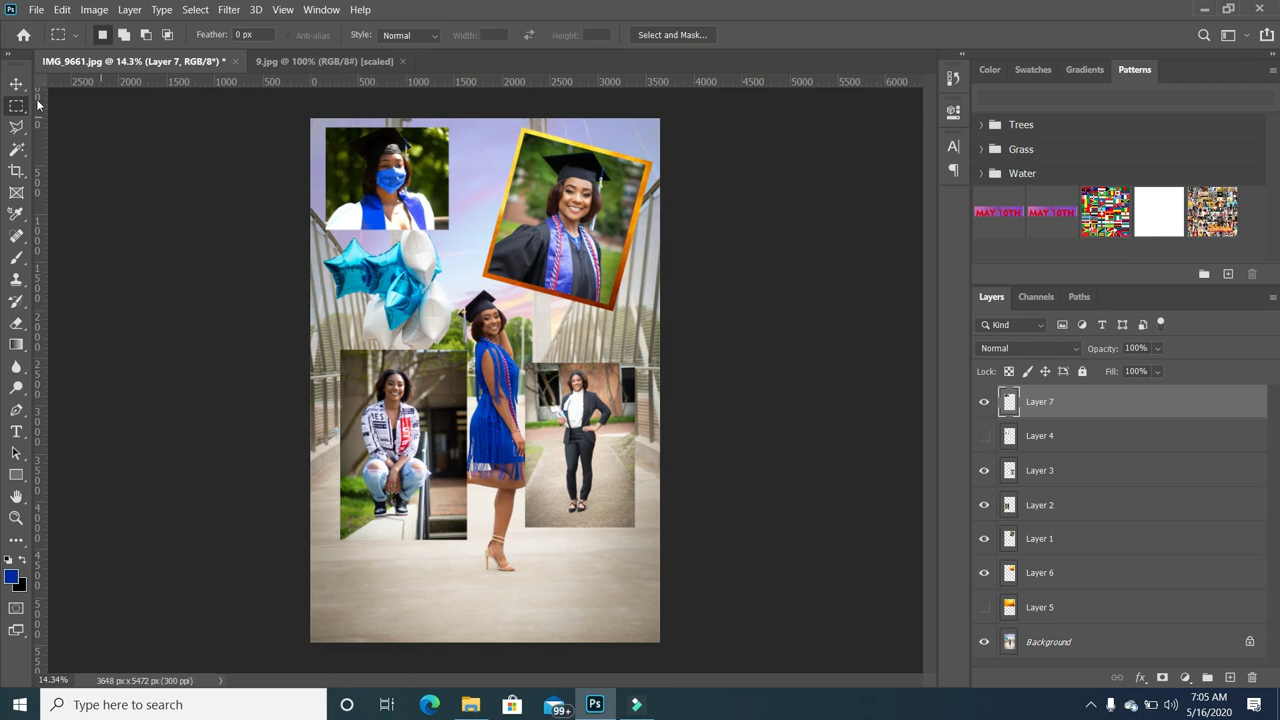 File Edit Image Layer Type Select Filter 3D View Window Help
Feather: 0 px Anti-alias Style: Normal Width: Height: Select and Mask...
IMG_9661.jpg @ 14.3% (Layer 7, RGB/8*) * 9.jpg @ 100% (RGB/8#) [scaled]
2500 2000 1500 1000 500 0 500 1000 1500 2000 2500 3000 3500 4000 4500 5000 5500 6000
Color Swatches Gradients Patterns
Trees
Grass
Water
MAY 10TH MAY 10TH
Layers Channels Paths
Kind
Normal Opacity: 100%
Lock: Fill: 100%
Layer 7
Layer 4
Layer 3
Layer 2
Layer 1
Layer 6
Layer 5
Background
14.34% 3648 px x 5472 px (300 ppi)
Type here to search
99+
7:05 AM
5/16/2020